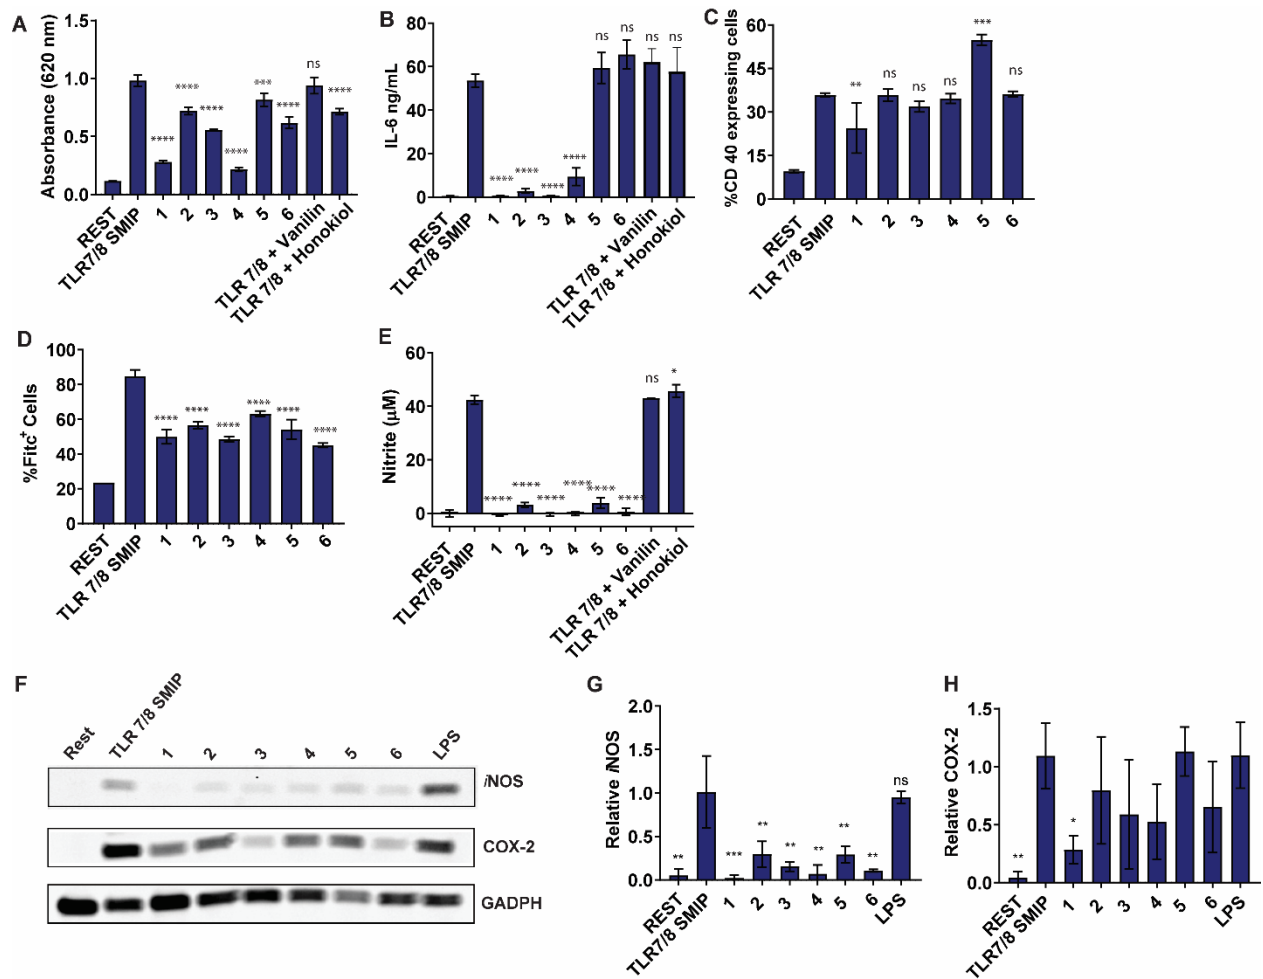 A
Absorbance (620 nm)
1.5
1.0
0.5
0.0
****
****
****
****
***
****
ns
****
REST
TLR7/8 SMIP
1
2
3
4
5
6
TLR 7/8 + Vanilin
TLR 7/8 + Honokiol
B
IL-6 ng/mL
80
60
40
20
0
****
****
****
****
ns
ns
ns
ns
REST
TLR7/8 SMIP
1
2
3
4
5
6
TLR 7/8 + Vanilin
TLR 7/8 + Honokiol
C
%CD 40 expressing cells
60
45
30
15
0
**
ns
ns
ns
***
ns
REST
TLR 7/8 SMIP
1
2
3
4
5
6
D
%Fitc+ Cells
100
80
60
40
20
0
****
****
****
****
****
****
REST
TLR 7/8 SMIP
1
2
3
4
5
6
E
Nitrite (µM)
60
40
20
0
****
****
****
****
****
****
ns
*
REST
TLR7/8 SMIP
1
2
3
4
5
6
TLR 7/8 + Vanilin
TLR 7/8 + Honokiol
F
Rest
TLR 7/8 SMIP
1
2
3
4
5
6
LPS
iNOS
COX-2
GADPH
G
Relative iNOS
2.0
1.5
1.0
0.5
0.0
**
***
**
**
**
**
**
ns
REST
TLR7/8 SMIP
1
2
3
4
5
6
LPS
H
Relative COX-2
1.5
1.0
0.5
0.0
**
*
REST
TLR7/8 SMIP
1
2
3
4
5
6
LPS